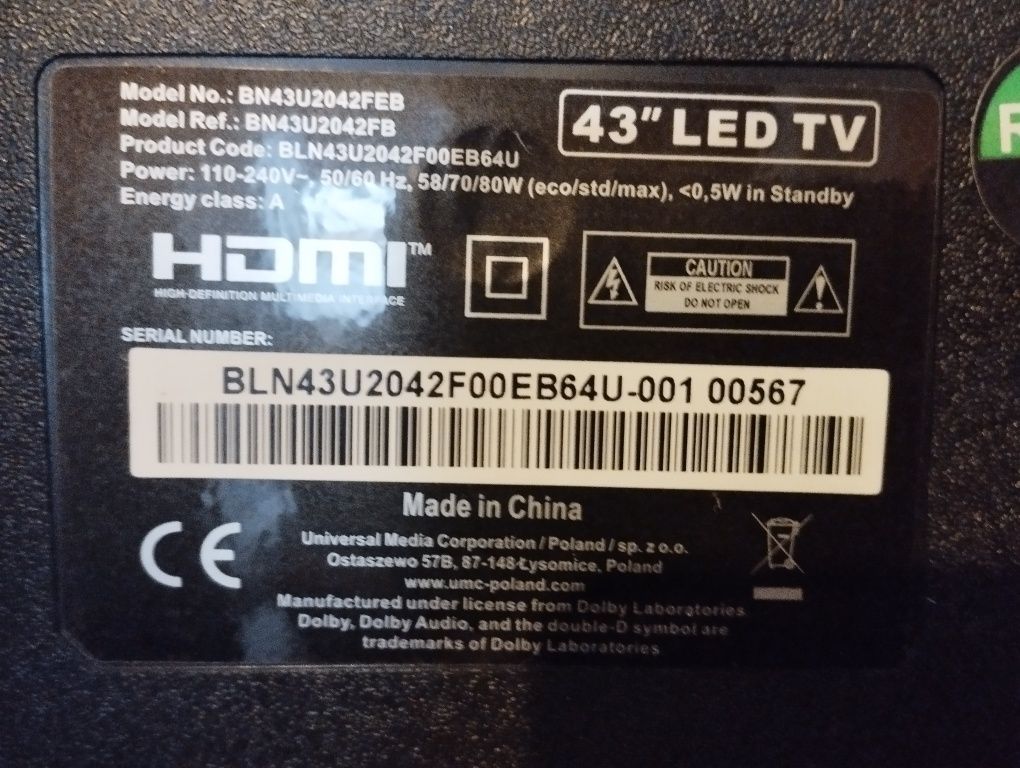 Model No.: BN43U2042FEB
Model Ref.: BN43U2042FB
Product Code: BLN43U2042F00EB64U
43" LED TV
Power: 110-240V~, 50/60 Hz, 58/70/80W (eco/std/max), <0,5W in Standby
Energy class: A
HDMI™
HIGH-DEFINITION MULTIMEDIA INTERFACE
CAUTION
RISK OF ELECTRIC SHOCK
DO NOT OPEN
SERIAL NUMBER:
BLN43U2042F00EB64U-001 00567
Made in China
CE
Universal Media Corporation / Poland / sp. z o.o.
Ostaszewo 57B, 87-148 Łysomice, Poland
www.umc-poland.com
Manufactured under license from Dolby Laboratories
Dolby, Dolby Audio, and the double-D symbol are
trademarks of Dolby Laboratories
R